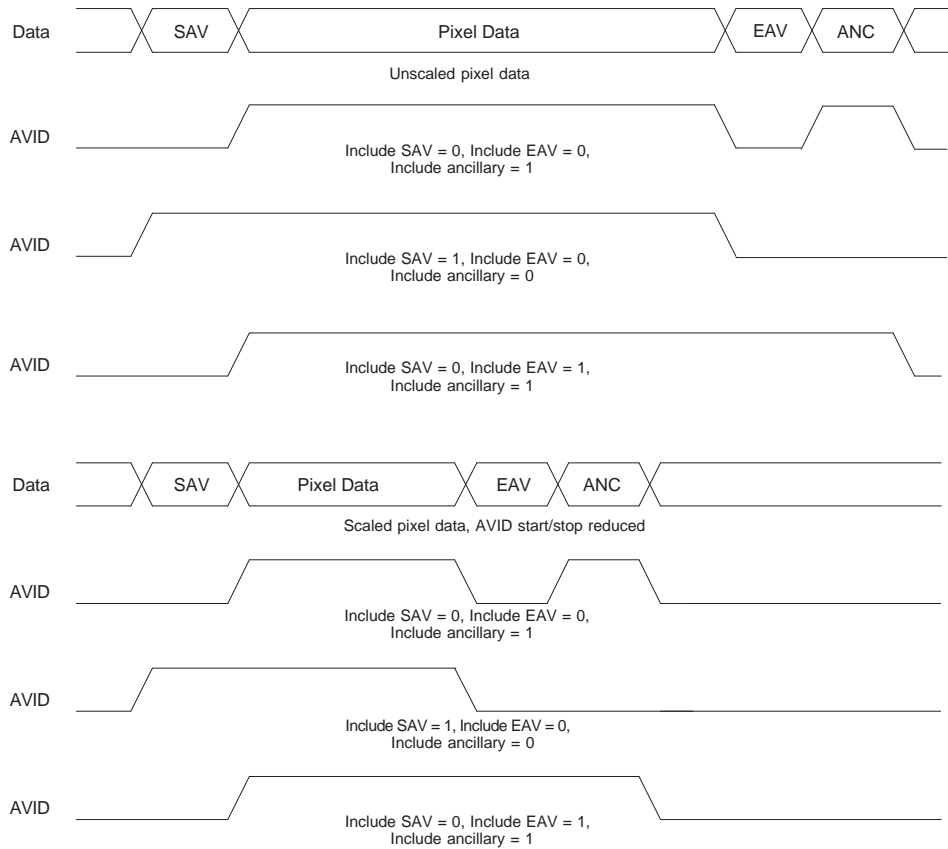 Data SAV Pixel Data EAV ANC
Unscaled pixel data
AVID
Include SAV = 0, Include EAV = 0,
Include ancillary = 1
AVID
Include SAV = 1, Include EAV = 0,
Include ancillary = 0
AVID
Include SAV = 0, Include EAV = 1,
Include ancillary = 1
Data SAV Pixel Data EAV ANC
Scaled pixel data, AVID start/stop reduced
AVID
Include SAV = 0, Include EAV = 0,
Include ancillary = 1
AVID
Include SAV = 1, Include EAV = 0,
Include ancillary = 0
AVID
Include SAV = 0, Include EAV = 1,
Include ancillary = 1